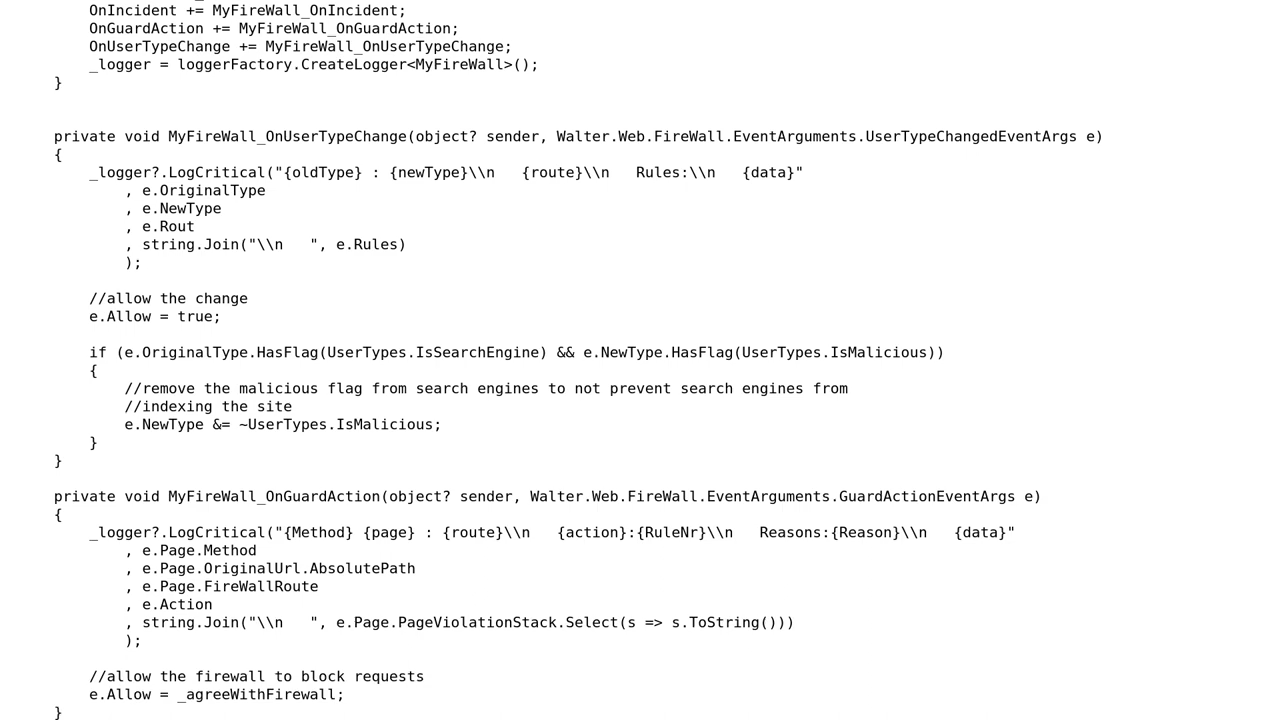 OnIncident += MyFireWall_OnIncident;
OnGuardAction += MyFireWall_OnGuardAction;
OnUserTypeChange += MyFireWall_OnUserTypeChange;
_logger = loggerFactory.CreateLogger<MyFireWall>();
}
private void MyFireWall_OnUserTypeChange(object? sender, Walter.Web.FireWall.EventArguments.UserTypeChangedEventArgs e)
{
_logger?.LogCritical("{oldType} : {newType}\\n   {route}\\n   Rules:\\n   {data}"
, e.OriginalType
, e.NewType
, e.Rout
, string.Join("\\n   ", e.Rules)
);
//allow the change
e.Allow = true;
if (e.OriginalType.HasFlag(UserTypes.IsSearchEngine) && e.NewType.HasFlag(UserTypes.IsMalicious))
{
//remove the malicious flag from search engines to not prevent search engines from
//indexing the site
e.NewType &= ~UserTypes.IsMalicious;
}
}
private void MyFireWall_OnGuardAction(object? sender, Walter.Web.FireWall.EventArguments.GuardActionEventArgs e)
{
_logger?.LogCritical("{Method} {page} : {route}\\n   {action}:{RuleNr}\\n   Reasons:{Reason}\\n   {data}"
, e.Page.Method
, e.Page.OriginalUrl.AbsolutePath
, e.Page.FireWallRoute
, e.Action
, string.Join("\\n   ", e.Page.PageViolationStack.Select(s => s.ToString()))
);
//allow the firewall to block requests
e.Allow = _agreeWithFirewall;
}